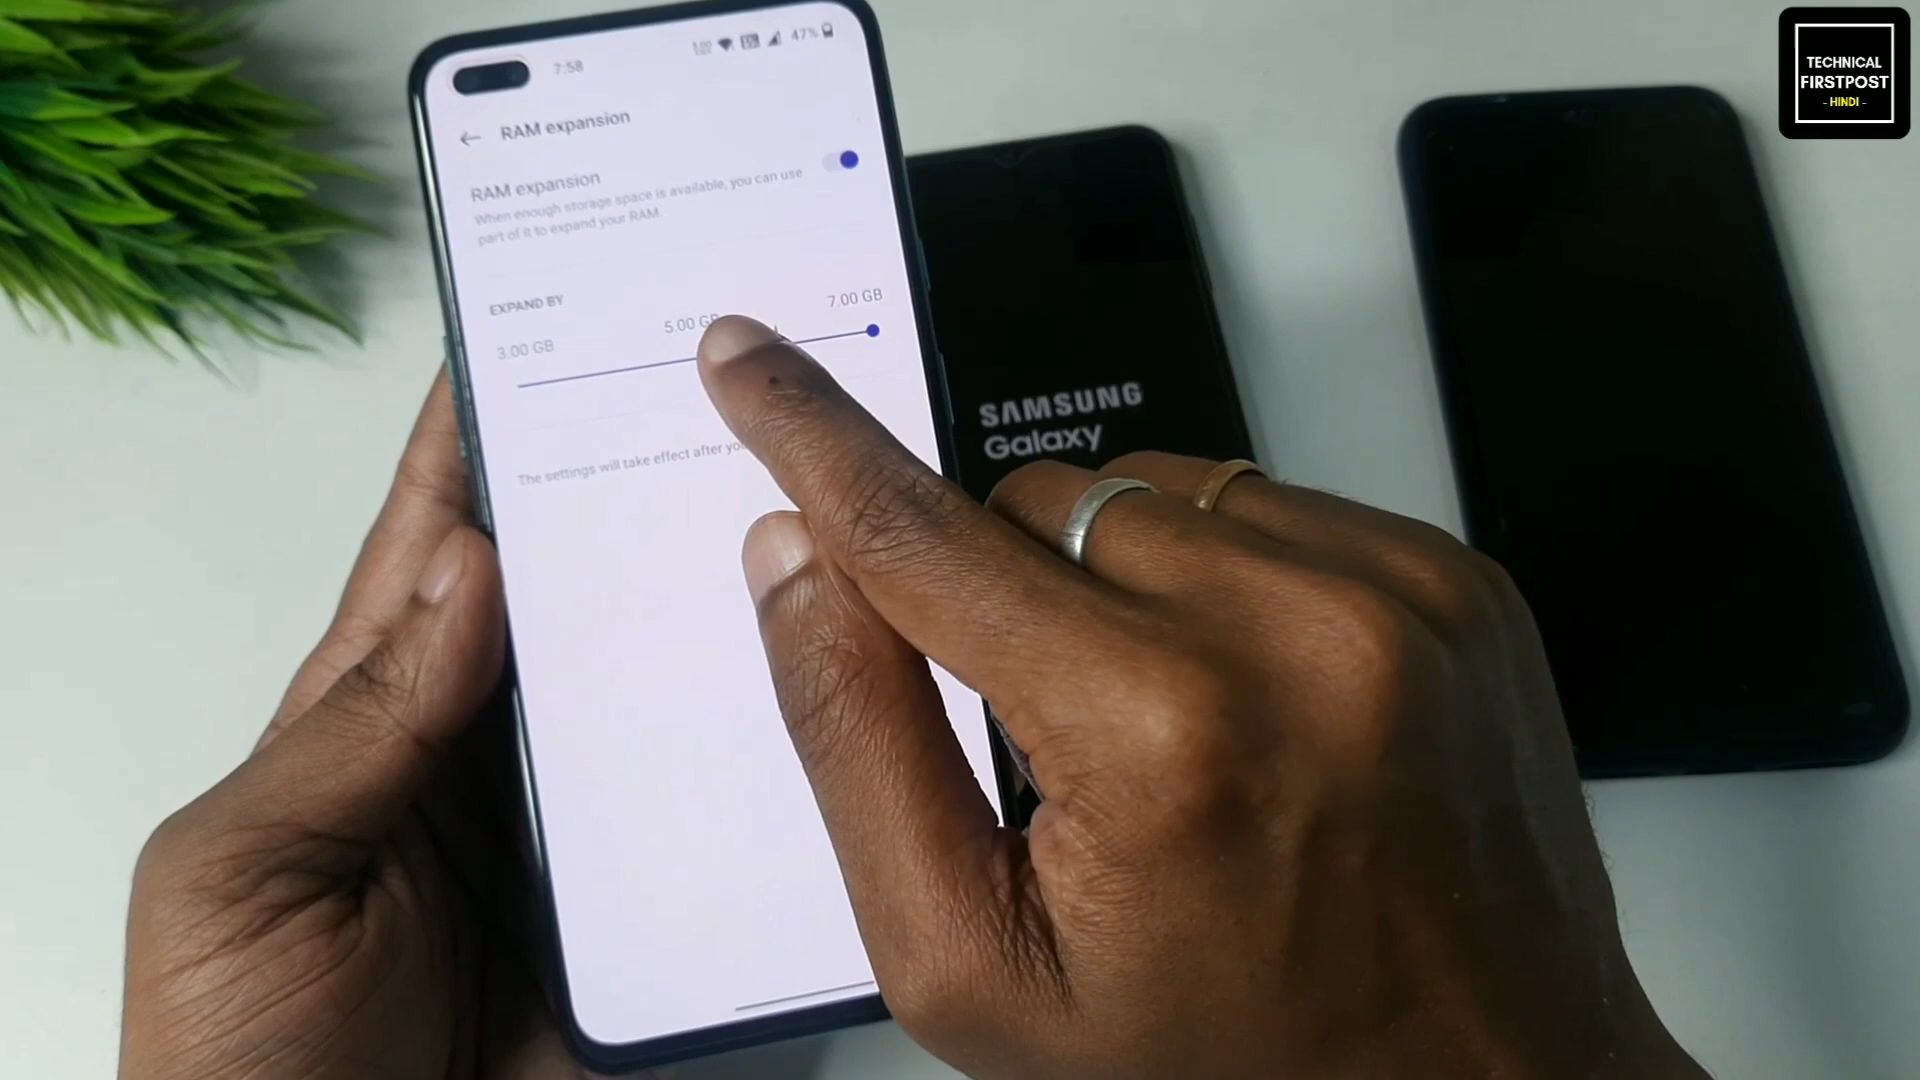 TECHNICAL
FIRSTPOST
- HINDI -
7:58
47%
RAM expansion
RAM expansion
When enough storage space is available, you can use
part of it to expand your RAM.
EXPAND BY
3.00 GB
5.00
7.00 GB
The settings will take effect after
SAMSUNG
Galaxy